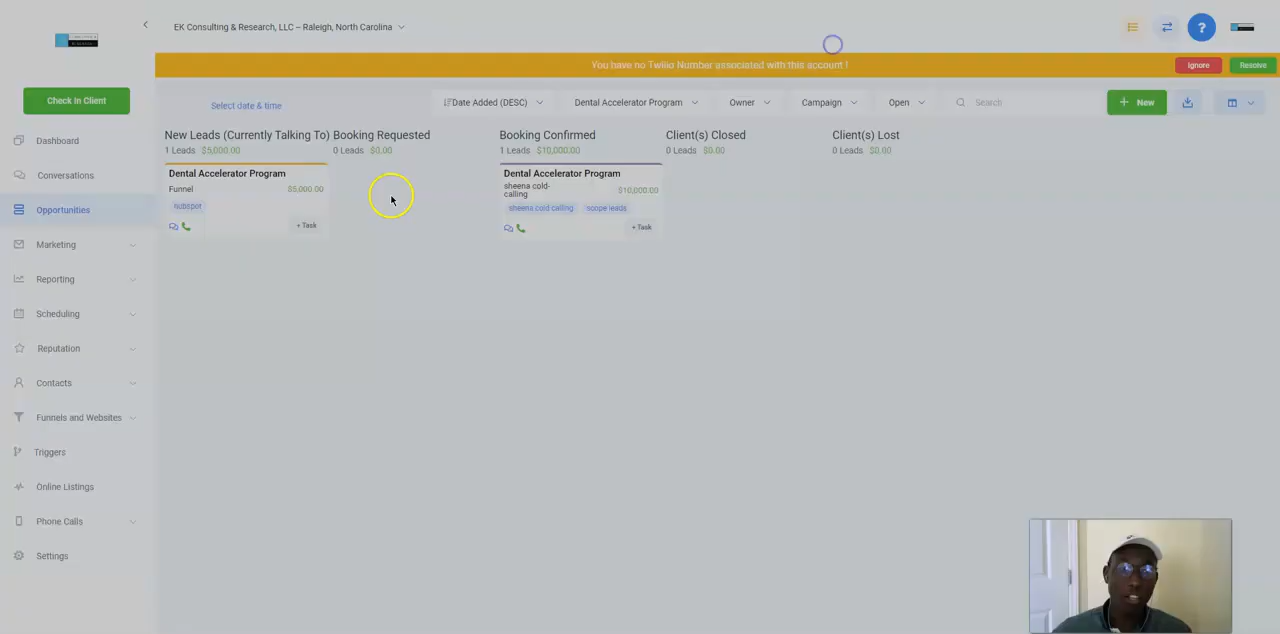 EK Consulting & Research, LLC -- Raleigh, North Carolina
?
You have no Twilio Number associated with this account !
Ignore
Resolve
Check In Client
Select date & time
Date Added (DESC)
Dental Accelerator Program
Owner
Campaign
Open
Search
New
Dashboard
Conversations
Opportunities
Marketing
Reporting
Scheduling
Reputation
Contacts
Funnels and Websites
Triggers
Online Listings
Phone Calls
Settings
New Leads (Currently Talking To)
1 Leads $5,000.00
Dental Accelerator Program
Funnel
$5,000.00
hubspot
+ Task
Booking Requested
0 Leads $0.00
Booking Confirmed
1 Leads $10,000.00
Dental Accelerator Program
sheena cold-
calling
$10,000.00
sheena cold calling
scope leads
+ Task
Client(s) Closed
0 Leads $0.00
Client(s) Lost
0 Leads $0.00